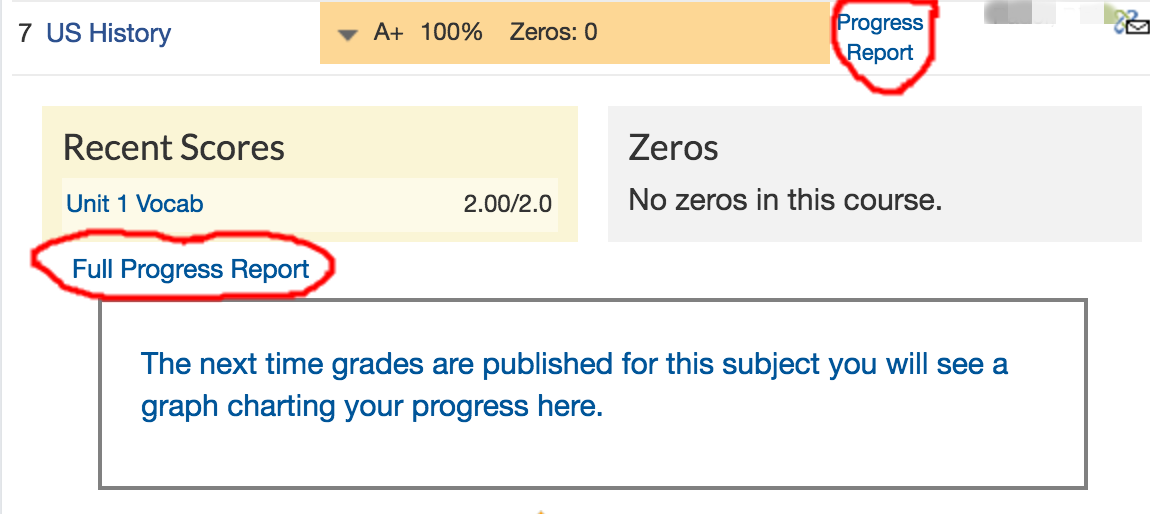 7 US History A+ 100% Zeros: 0 Progress
Report
Recent Scores
Unit 1 Vocab 2.00/2.0
Zeros
No zeros in this course.
Full Progress Report
The next time grades are published for this subject you will see a
graph charting your progress here.